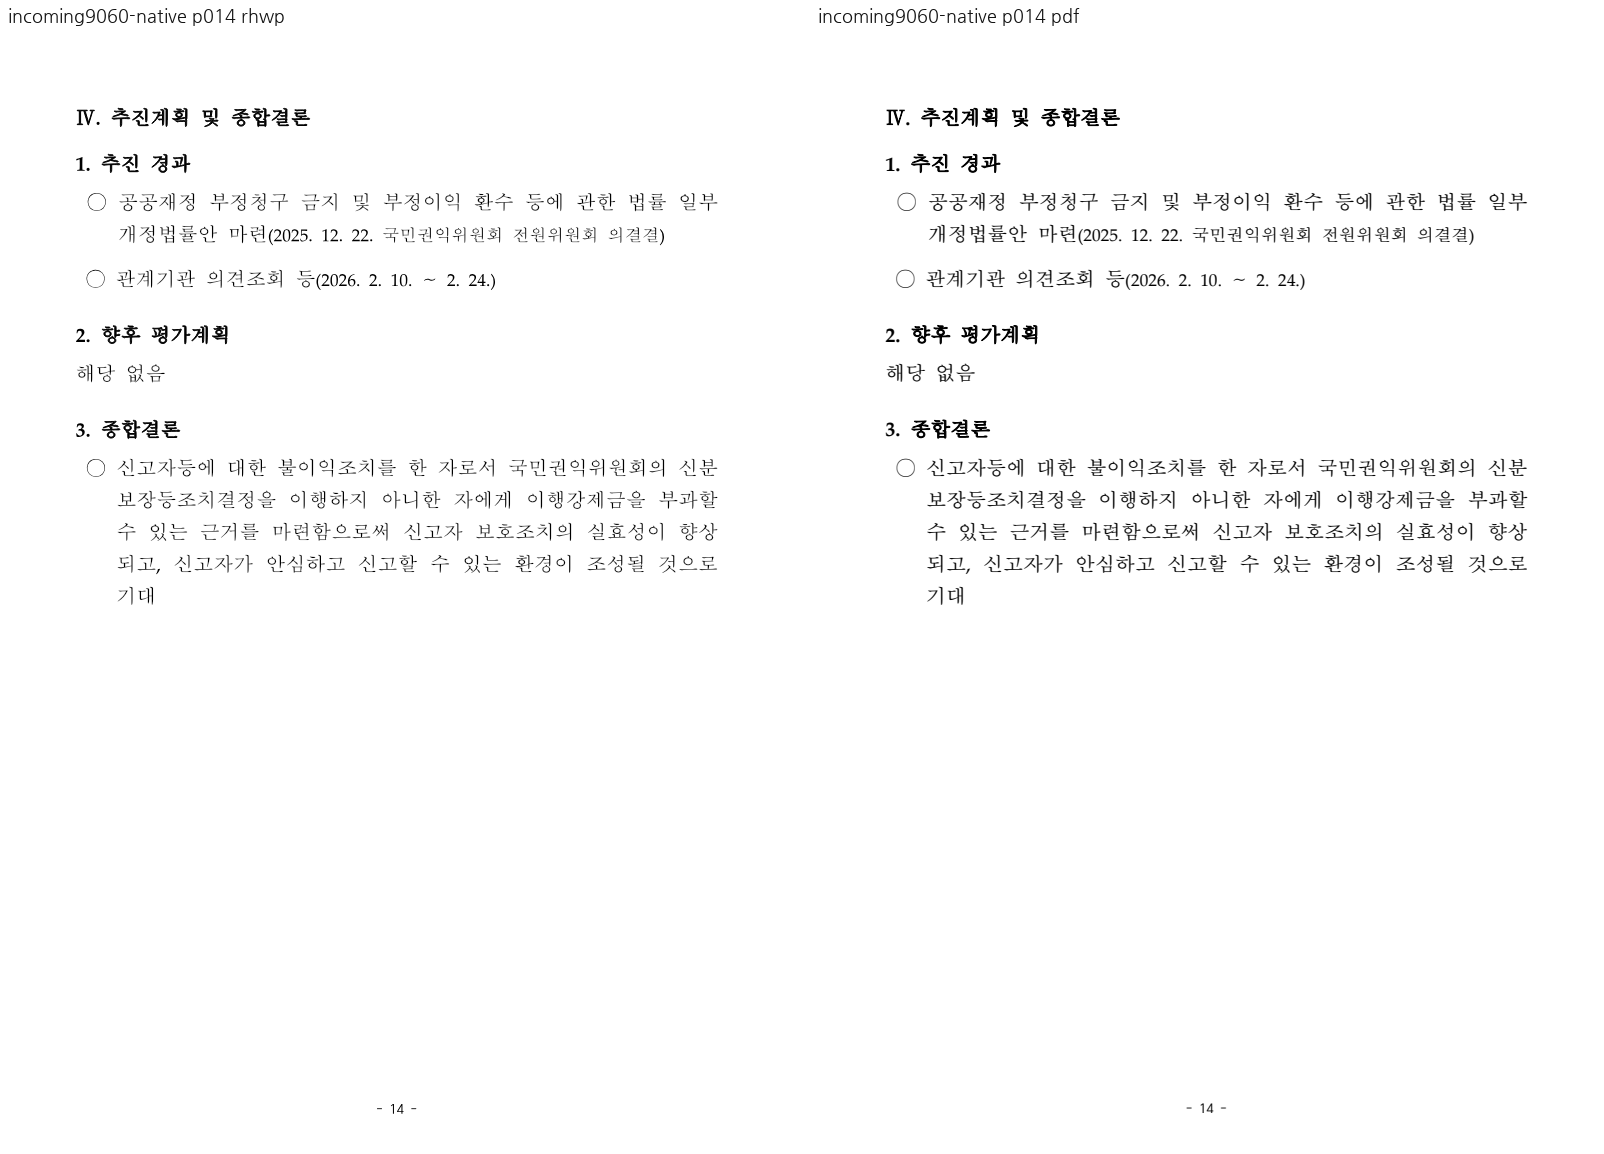 incoming9060-native p014 rhwp
Ⅳ. 추진계획 및 종합결론
1. 추진 경과
○ 공공재정 부정청구 금지 및 부정이익 환수 등에 관한 법률 일부
개정법률안 마련(2025. 12. 22. 국민권익위원회 전원위원회 의결결)
○ 관계기관 의견조회 등(2026. 2. 10. ~ 2. 24.)
2. 향후 평가계획
해당 없음
3. 종합결론
○ 신고자등에 대한 불이익조치를 한 자로서 국민권익위원회의 신분
보장등조치결정을 이행하지 아니한 자에게 이행강제금을 부과할
수 있는 근거를 마련함으로써 신고자 보호조치의 실효성이 향상
되고, 신고자가 안심하고 신고할 수 있는 환경이 조성될 것으로
기대
- 14 -
incoming9060-native p014 pdf
Ⅳ. 추진계획 및 종합결론
1. 추진 경과
○ 공공재정 부정청구 금지 및 부정이익 환수 등에 관한 법률 일부
개정법률안 마련(2025. 12. 22. 국민권익위원회 전원위원회 의결결)
○ 관계기관 의견조회 등(2026. 2. 10. ~ 2. 24.)
2. 향후 평가계획
해당 없음
3. 종합결론
○ 신고자등에 대한 불이익조치를 한 자로서 국민권익위원회의 신분
보장등조치결정을 이행하지 아니한 자에게 이행강제금을 부과할
수 있는 근거를 마련함으로써 신고자 보호조치의 실효성이 향상
되고, 신고자가 안심하고 신고할 수 있는 환경이 조성될 것으로
기대
- 14 -